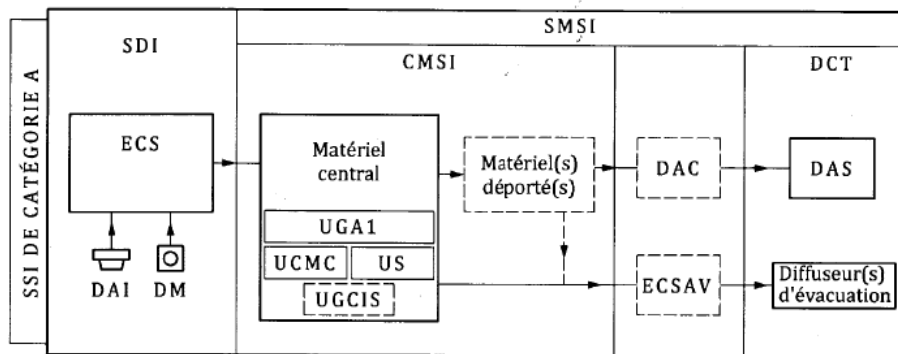 SSI DE CATÉGORIE A
SDI
SMSI
CMSI
DCT
ECS
DAI
DM
Matériel
central
UGA1
UCMC
US
UGCIS
Matériel(s)
déporté(s)
DAC
DAS
ECSAV
Diffuseur(s)
d'évacuation